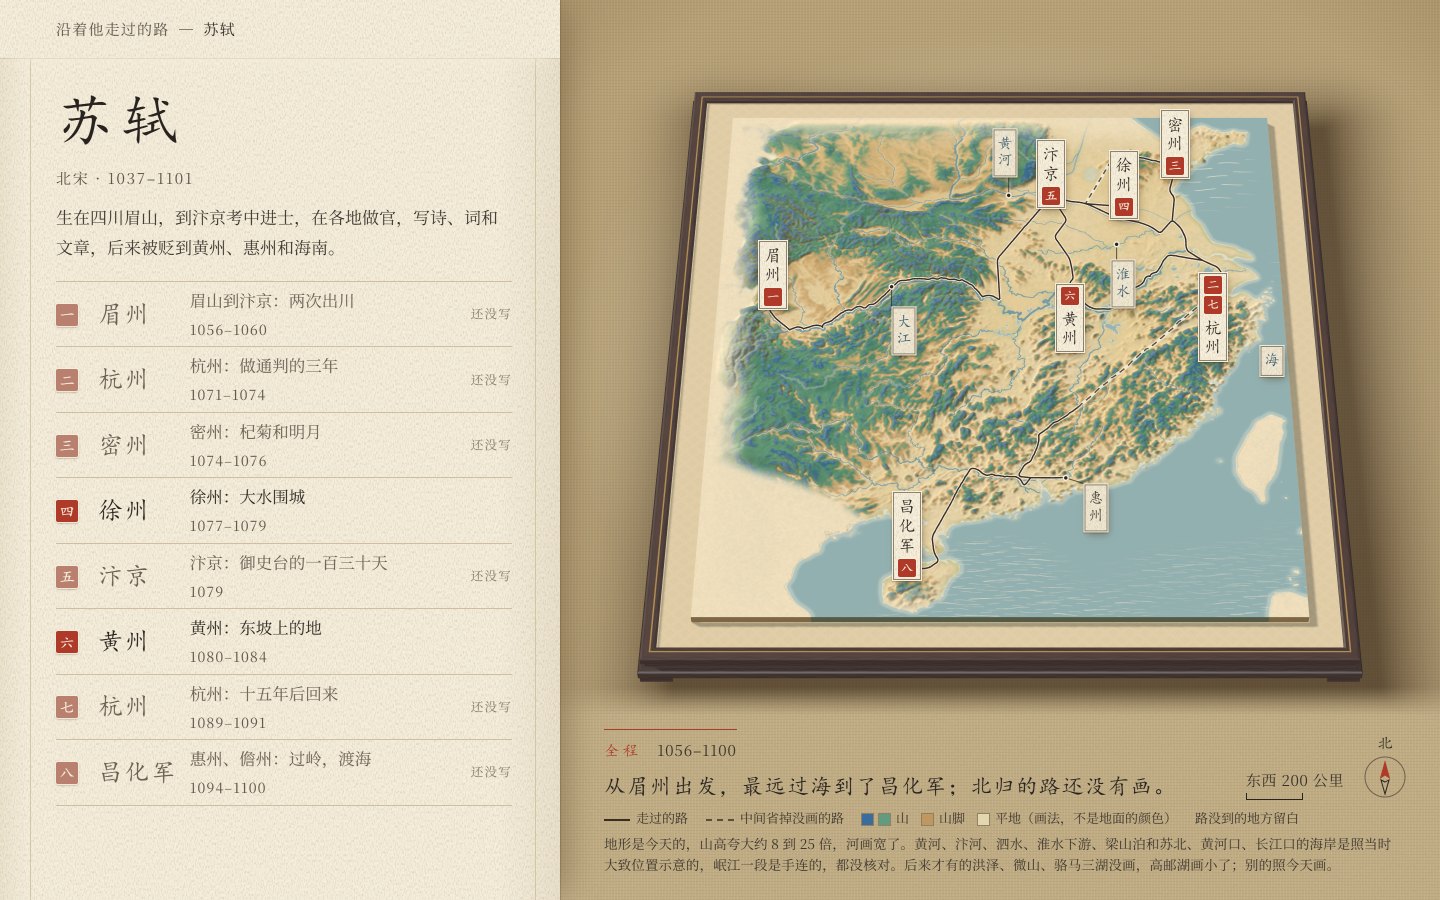 沿着他走过的路 — 苏轼
苏轼
北宋 · 1037–1101
生在四川眉山，到汴京考中进士，在各地做官，写诗、词和
文章，后来被贬到黄州、惠州和海南。
一 眉州 眉山到汴京：两次出川 还没写
1056–1060
二 杭州 杭州：做通判的三年 还没写
1071–1074
三 密州 密州：杞菊和明月 还没写
1074–1076
四 徐州 徐州：大水围城
1077–1079
五 汴京 汴京：御史台的一百三十天 还没写
1079
六 黄州 黄州：东坡上的地
1080–1084
七 杭州 杭州：十五年后回来 还没写
1089–1091
八 昌化军 惠州、儋州：过岭，渡海 还没写
1094–1100
黄河
汴京 五
徐州 四
密州 三
眉州 一
大江
淮水
六 黄州
二 七 杭州
海
昌化军 八
惠州
全程 1056–1100
从眉州出发，最远过海到了昌化军；北归的路还没有画。
东西 200 公里
北
走过的路 中间省掉没画的路 山 山脚 平地（画法，不是地面的颜色） 路没到的地方留白
地形是今天的，山高夸大约 8 到 25 倍，河画宽了。黄河、汴河、泗水、淮水下游、梁山泊和苏北、黄河口、长江口的海岸是照当时
大致位置示意的，岷江一段是手连的，都没核对。后来才有的洪泽、微山、骆马三湖没画，高邮湖画小了；别的照今天画。